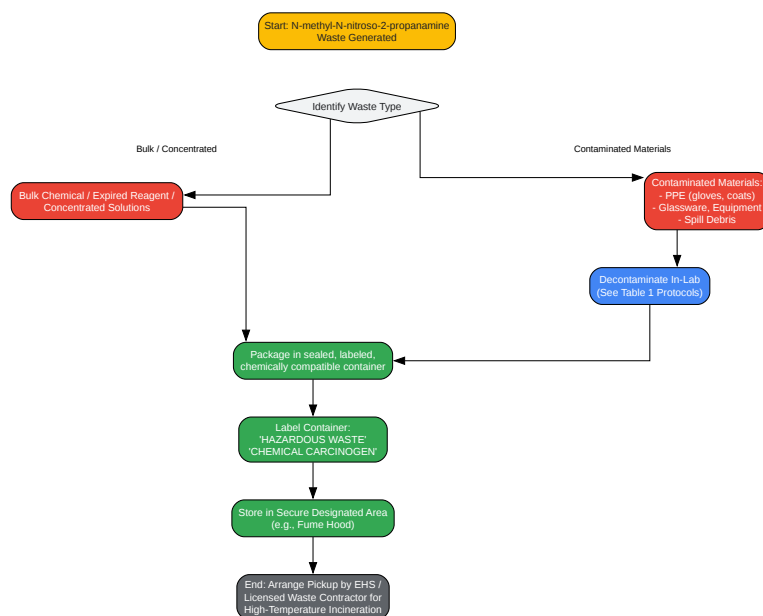 Start: N-methyl-N-nitroso-2-propanamine
Waste Generated
Identify Waste Type
Bulk / Concentrated
Contaminated Materials
Bulk Chemical / Expired Reagent /
Concentrated Solutions
Contaminated Materials:
- PPE (gloves, coats)
- Glassware, Equipment
- Spill Debris
Decontaminate In-Lab
(See Table 1 Protocols)
Package in sealed, labeled,
chemically compatible container
Label Container:
'HAZARDOUS WASTE'
'CHEMICAL CARCINOGEN'
Store in Secure Designated Area
(e.g., Fume Hood)
End: Arrange Pickup by EHS /
Licensed Waste Contractor for
High-Temperature Incineration